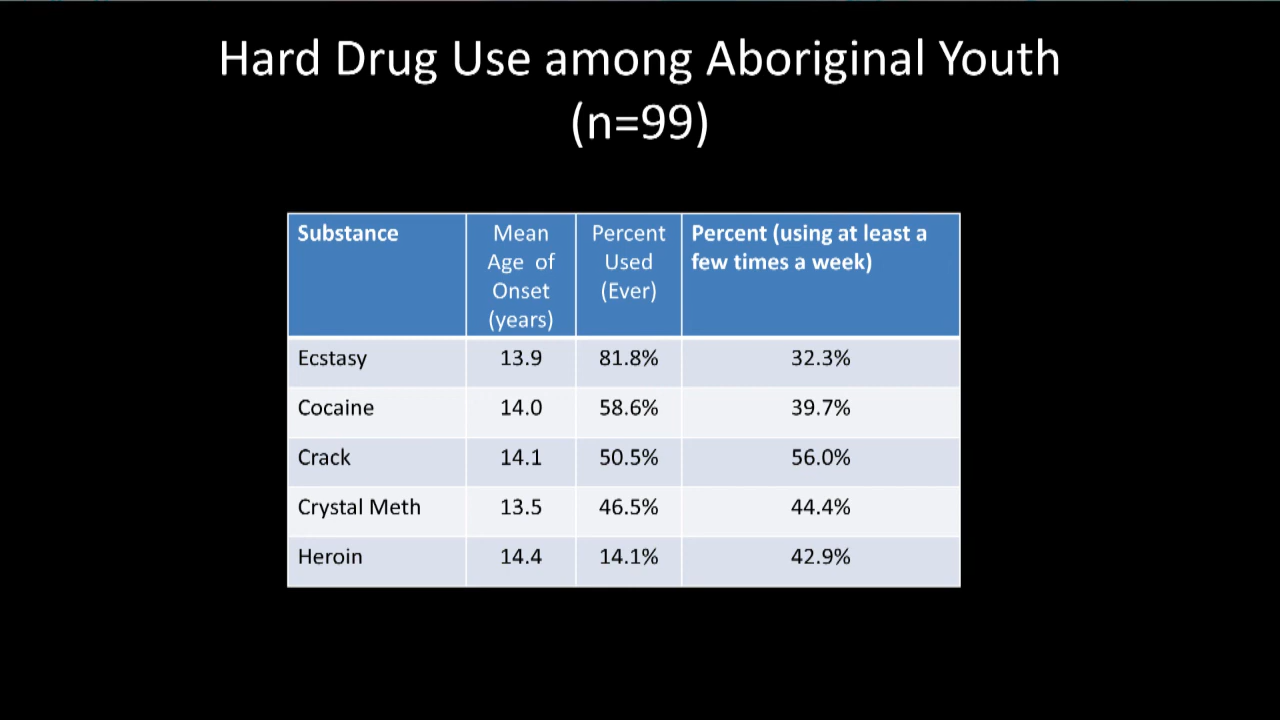 Hard Drug Use among Aboriginal Youth
(n=99)
Substance
Mean
Age of
Onset
(years)
Percent
Used
(Ever)
Percent (using at least a
few times a week)
Ecstasy 13.9 81.8% 32.3%
Cocaine 14.0 58.6% 39.7%
Crack 14.1 50.5% 56.0%
Crystal Meth 13.5 46.5% 44.4%
Heroin 14.4 14.1% 42.9%